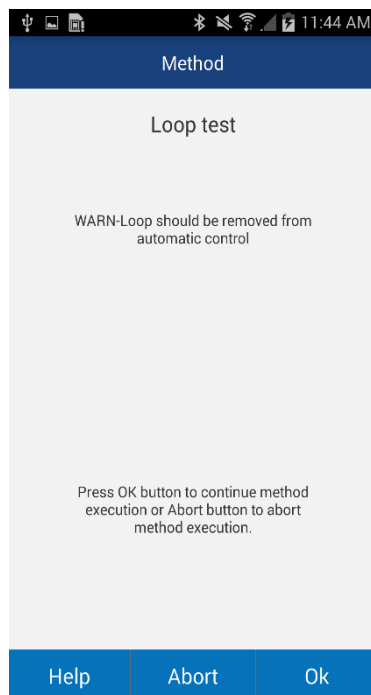 11:44 AM
Method
Loop test
WARN-Loop should be removed from
automatic control
Press OK button to continue method
execution or Abort button to abort
method execution.
Help Abort Ok